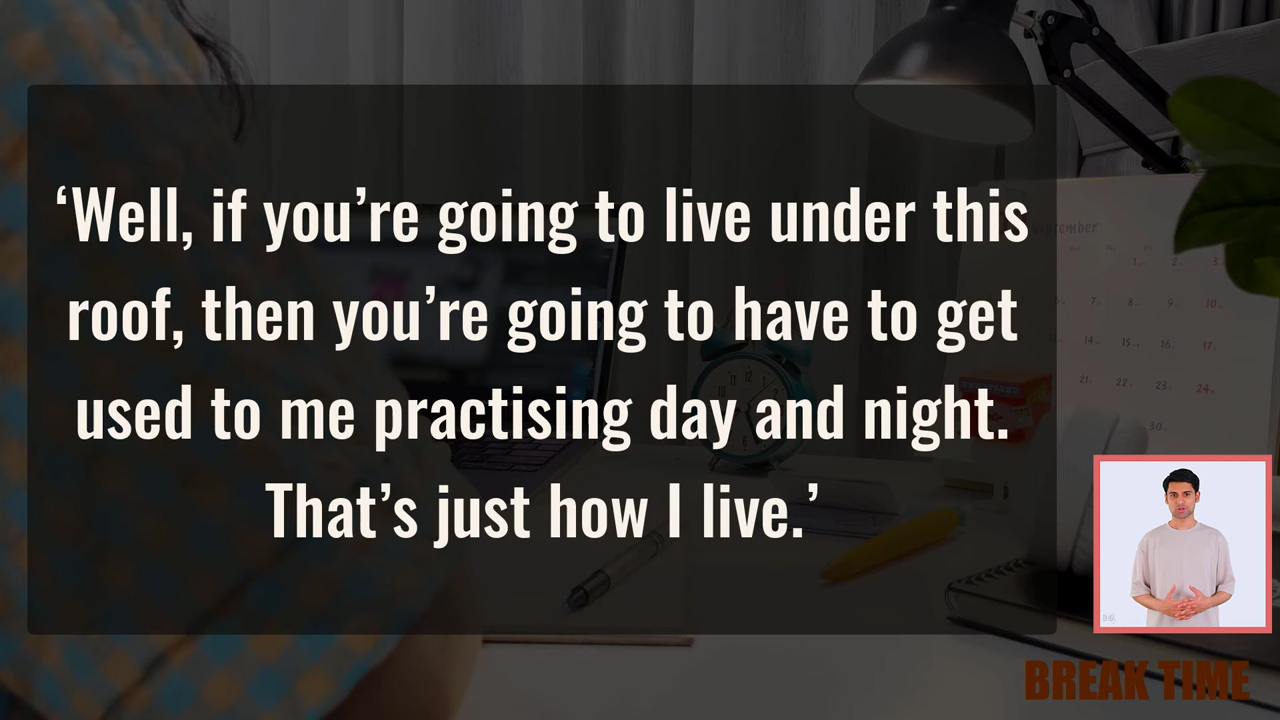 ‘Well, if you’re going to live under this
roof, then you’re going to have to get
used to me practising day and night.
That’s just how I live.’
BREAK TIME